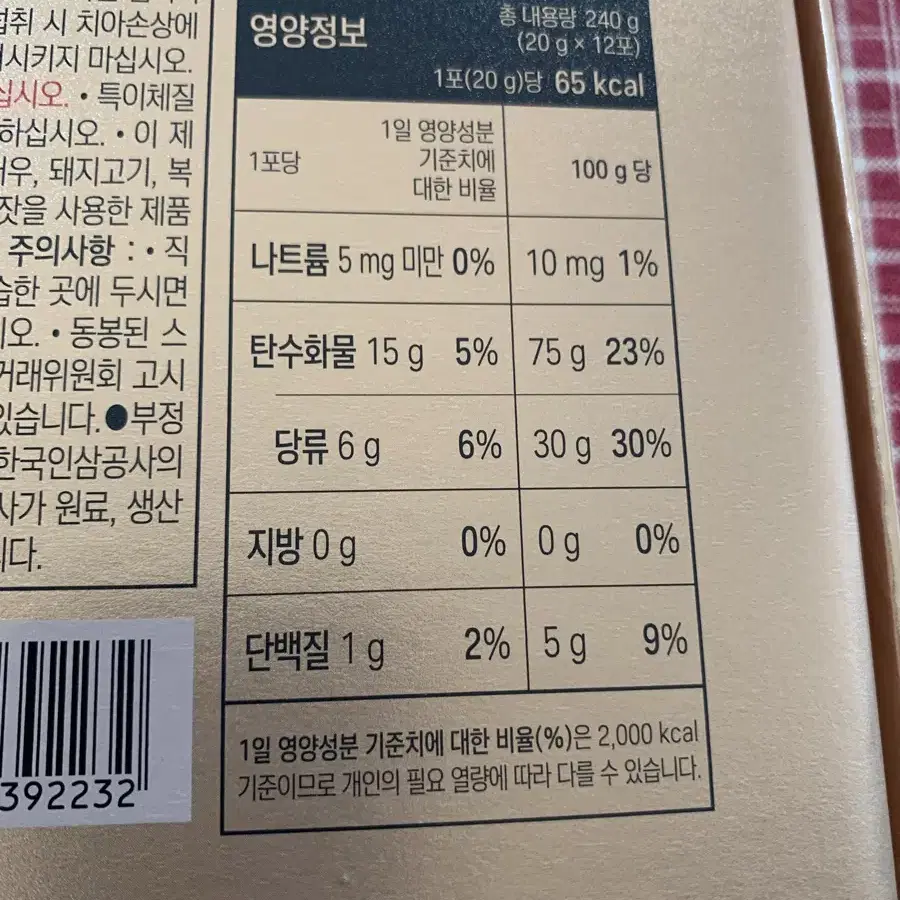 시 치아손상에
시키지 마십시오.
십시오. • 특이체질
하십시오. • 이 제
돼지고기, 복
잣을 사용한 제품
주의사항 : • 직
습한 곳에 두시면
오. • 동봉된 스
거래위원회 고시
있습니다. ●부정
한국인삼공사의
사가 원료, 생산
니다.
392232
영양정보
총 내용량 240 g
(20 g × 12포)
1포(20 g)당 65 kcal
1포당
1일 영양성분
기준치에
대한 비율
100 g 당
나트륨 5 mg 미만 0% 10 mg 1%
탄수화물 15 g 5% 75 g 23%
당류 6 g 6% 30 g 30%
지방 0 g 0% 0 g 0%
단백질 1 g 2% 5 g 9%
1일 영양성분 기준치에 대한 비율(%)은 2,000 kcal
기준이므로 개인의 필요 열량에 따라 다를 수 있습니다.